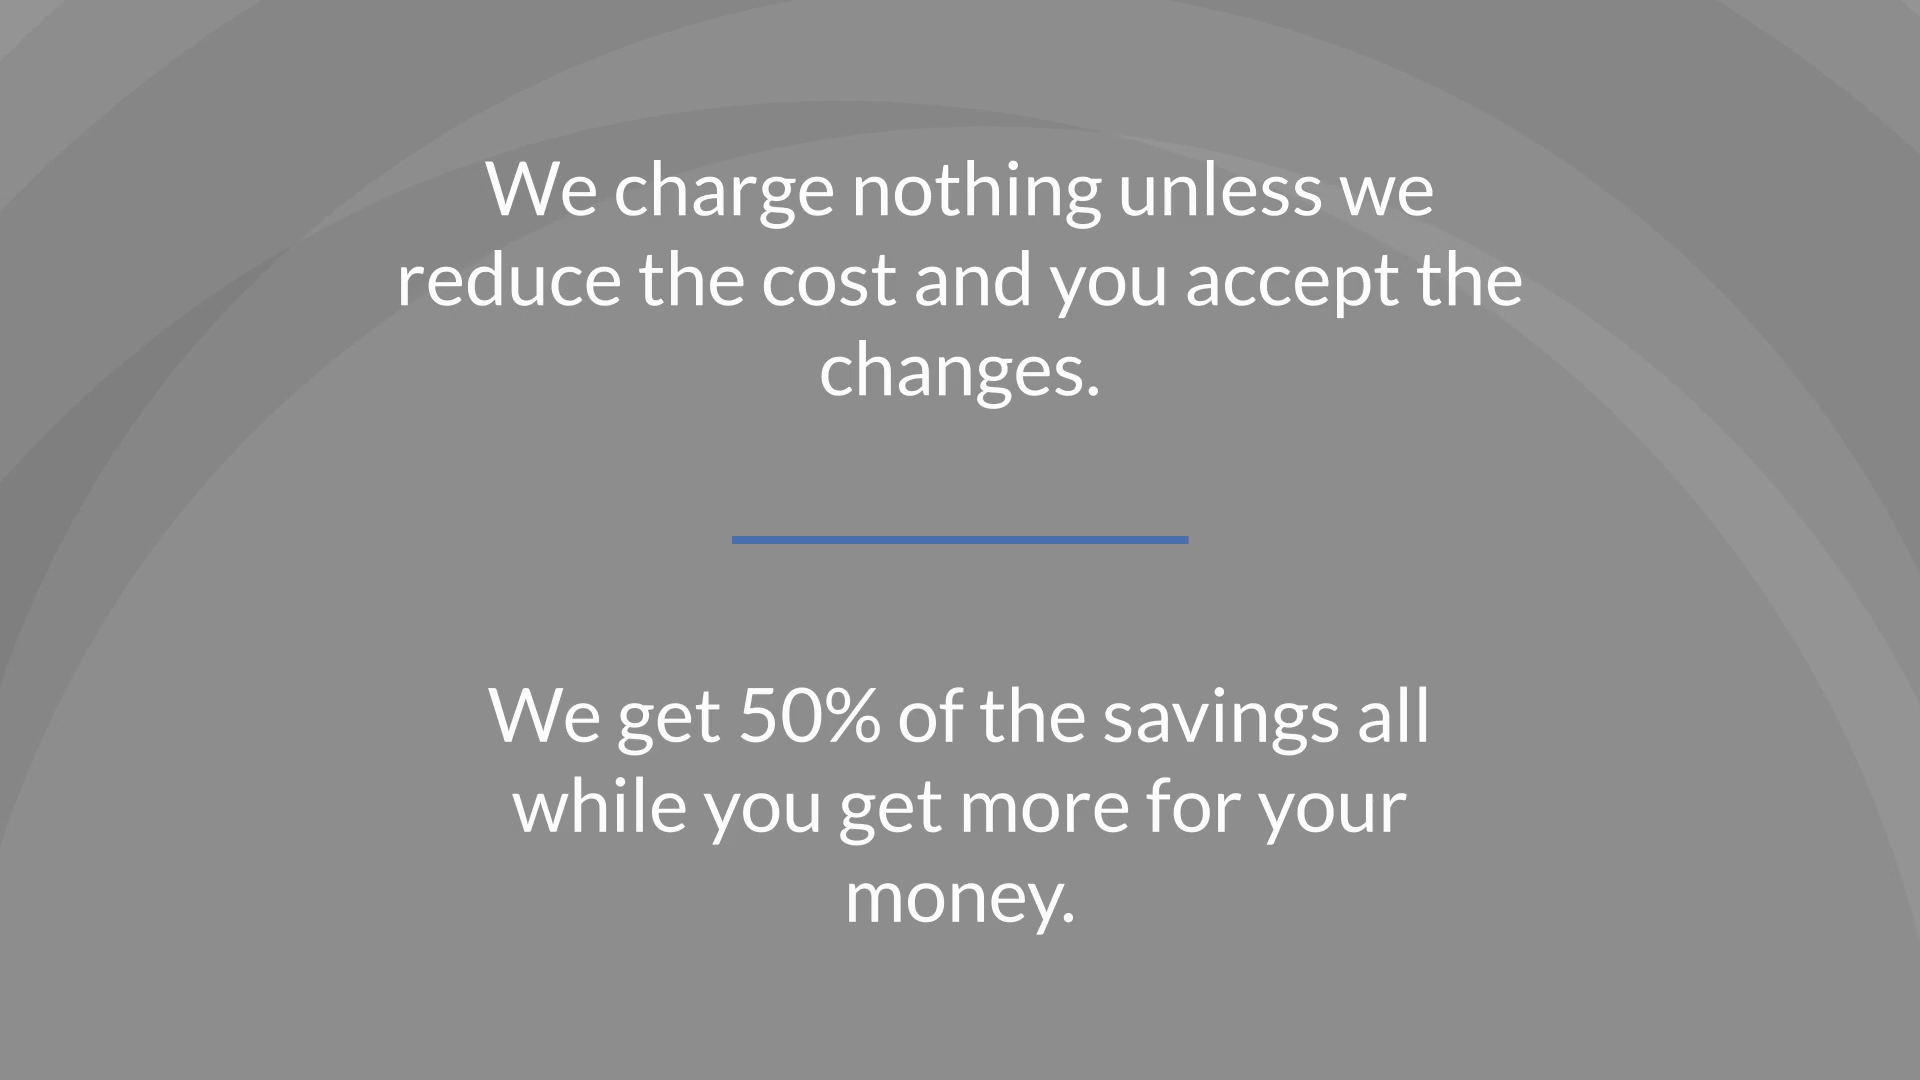 We charge nothing unless we
reduce the cost and you accept the
changes.
We get 50% of the savings all
while you get more for your
money.